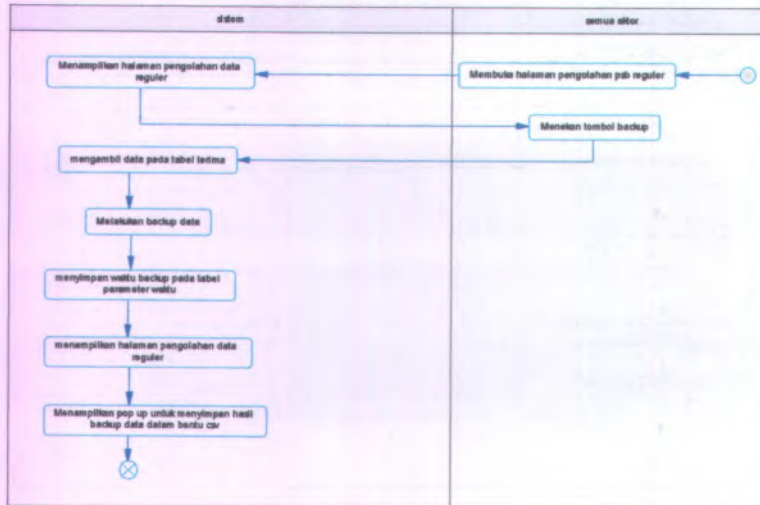 sistem
semua aktor
Menampilkan halaman pengolahan data
reguler
Membuka halaman pengolahan psb reguler
Menekan tombol backup
mengambil data pada tabel terima
Melakukan backup data
menyimpan waktu backup pada tabel
parameter waktu
menampilkan halaman pengolahan data
reguler
Menampilkan pop up untuk menyimpan hasil
backup data dalam bantu csv